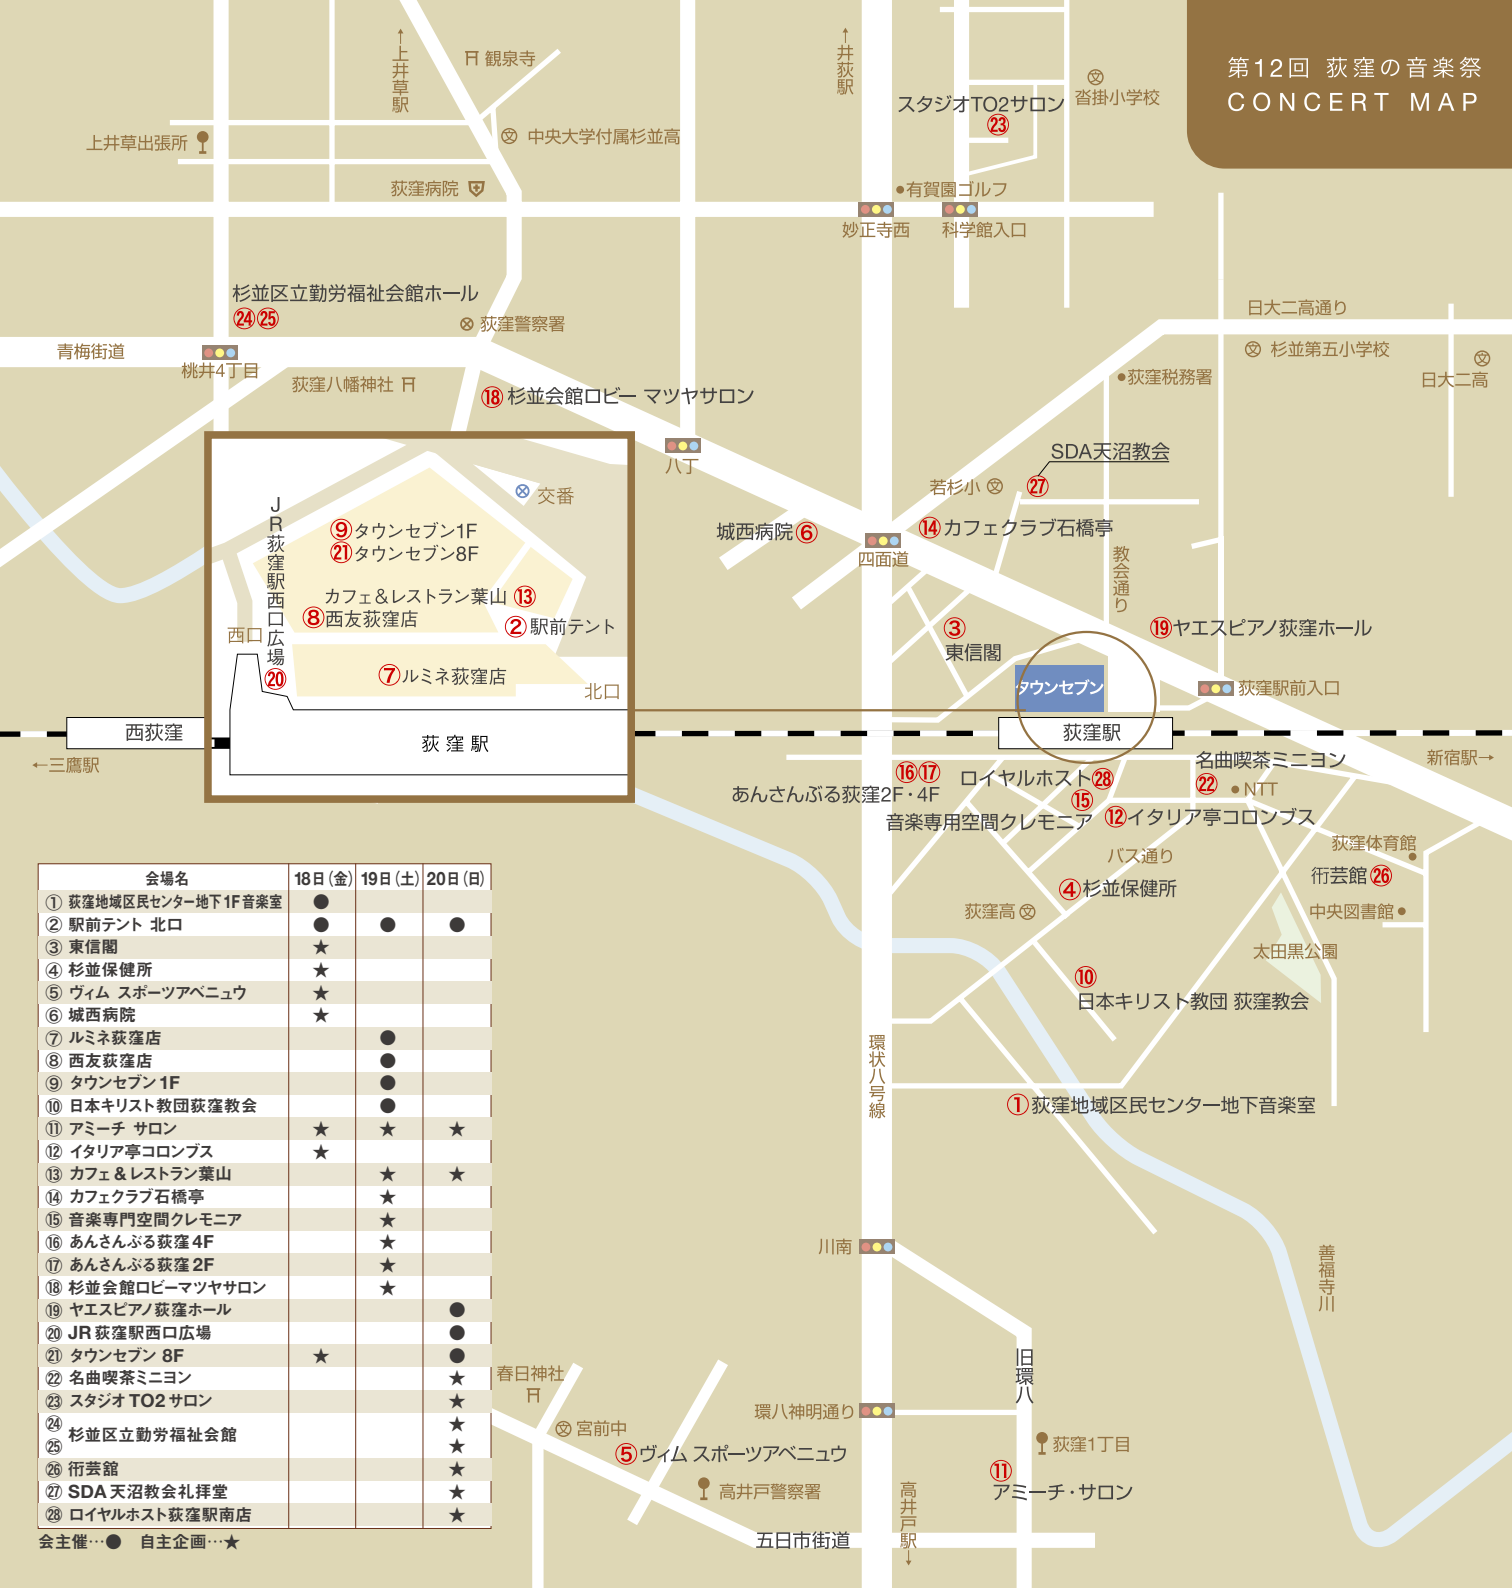 第12回 荻窪の音楽祭
CONCERT MAP
↑上井草駅
観泉寺
↑井荻駅
スタジオTO2サロン
㉓
沓掛小学校
上井草出張所
中央大学付属杉並高
荻窪病院
有賀園ゴルフ
妙正寺西
科学館入口
杉並区立勤労福祉会館ホール
㉔㉕
荻窪警察署
日大二高通り
青梅街道
桃井4丁目
荻窪八幡神社
杉並第五小学校
日大二高
荻窪税務署
⑱杉並会館ロビー マツヤサロン
八丁
SDA天沼教会
㉗
若杉小
交番
JR荻窪駅西口広場
⑳
⑨タウンセブン1F
㉑タウンセブン8F
カフェ&レストラン葉山⑬
⑧西友荻窪店
②駅前テント
西口
⑦ルミネ荻窪店
北口
荻窪駅
城西病院⑥
⑭カフェクラブ石橋亭
四面道
教会通り
③
東信閣
⑲ヤエスピアノ荻窪ホール
タウンセブン
荻窪駅前入口
西荻窪
←三鷹駅
荻窪駅
新宿駅→
⑯⑰
あんさんぶる荻窪2F・4F
ロイヤルホスト㉘
⑮
音楽専用空間クレモニア
名曲喫茶ミニヨン
㉒
NTT
⑫イタリア亭コロンブス
バス通り
荻窪体育館
④杉並保健所
荻窪高
衎芸館㉖
中央図書館
太田黒公園
⑩
日本キリスト教団 荻窪教会
環状八号線
①荻窪地域区民センター地下音楽室
川南
善福寺川
旧環八
春日神社
宮前中
環八神明通り
⑤ヴィム スポーツアベニュウ
荻窪1丁目
高井戸警察署
⑪
アミーチ・サロン
高井戸駅↓
五日市街道
会場名 18日(金) 19日(土) 20日(日)
① 荻窪地域区民センター地下1F音楽室 ●
② 駅前テント 北口 ● ● ●
③ 東信閣 ★
④ 杉並保健所 ★
⑤ ヴィム スポーツアベニュウ ★
⑥ 城西病院 ★
⑦ ルミネ荻窪店 ●
⑧ 西友荻窪店 ●
⑨ タウンセブン1F ●
⑩ 日本キリスト教団荻窪教会 ●
⑪ アミーチ サロン ★ ★ ★
⑫ イタリア亭コロンブス ★
⑬ カフェ&レストラン葉山 ★ ★
⑭ カフェクラブ石橋亭 ★
⑮ 音楽専門空間クレモニア ★
⑯ あんさんぶる荻窪4F ★
⑰ あんさんぶる荻窪2F ★
⑱ 杉並会館ロビーマツヤサロン ★
⑲ ヤエスピアノ荻窪ホール ●
⑳ JR荻窪駅西口広場 ●
㉑ タウンセブン 8F ★ ●
㉒ 名曲喫茶ミニヨン ★
㉓ スタジオTO2サロン ★
㉔ ★
杉並区立勤労福祉会館
㉕ ★
㉖ 衎芸舘 ★
㉗ SDA天沼教会礼拝堂 ★
㉘ ロイヤルホスト荻窪駅南店 ★
会主催…● 自主企画…★